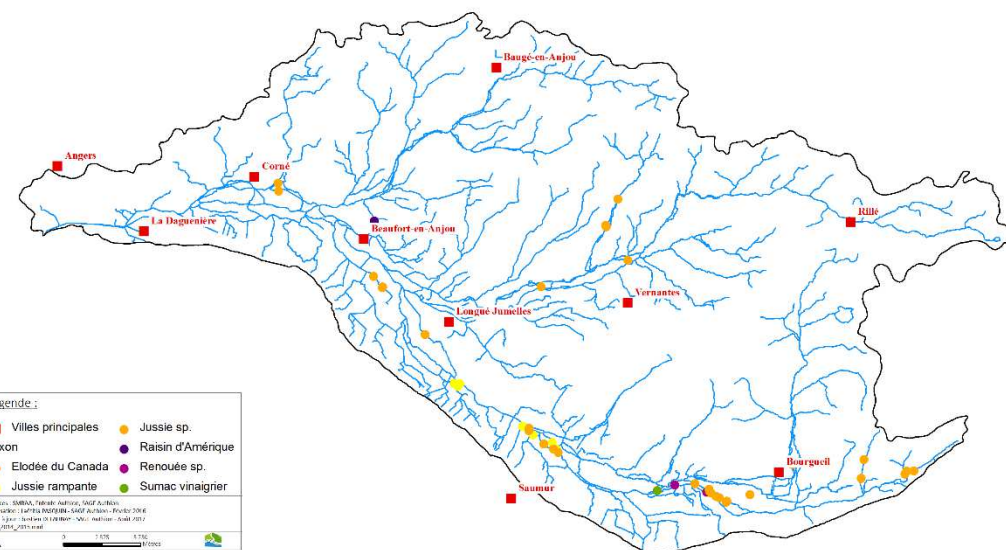 Baugé-en-Anjou
Angers
Corné
La Daguenière
Beaufort-en-Anjou
Rillé
Vernantes
Longué Jumelles
Bourgueil
Saumur
gende :
Villes principales
Jussie sp.
xon
Raisin d'Amérique
Elodée du Canada
Renouée sp.
Jussie rampante
Sumac vinaigrier
Mètres